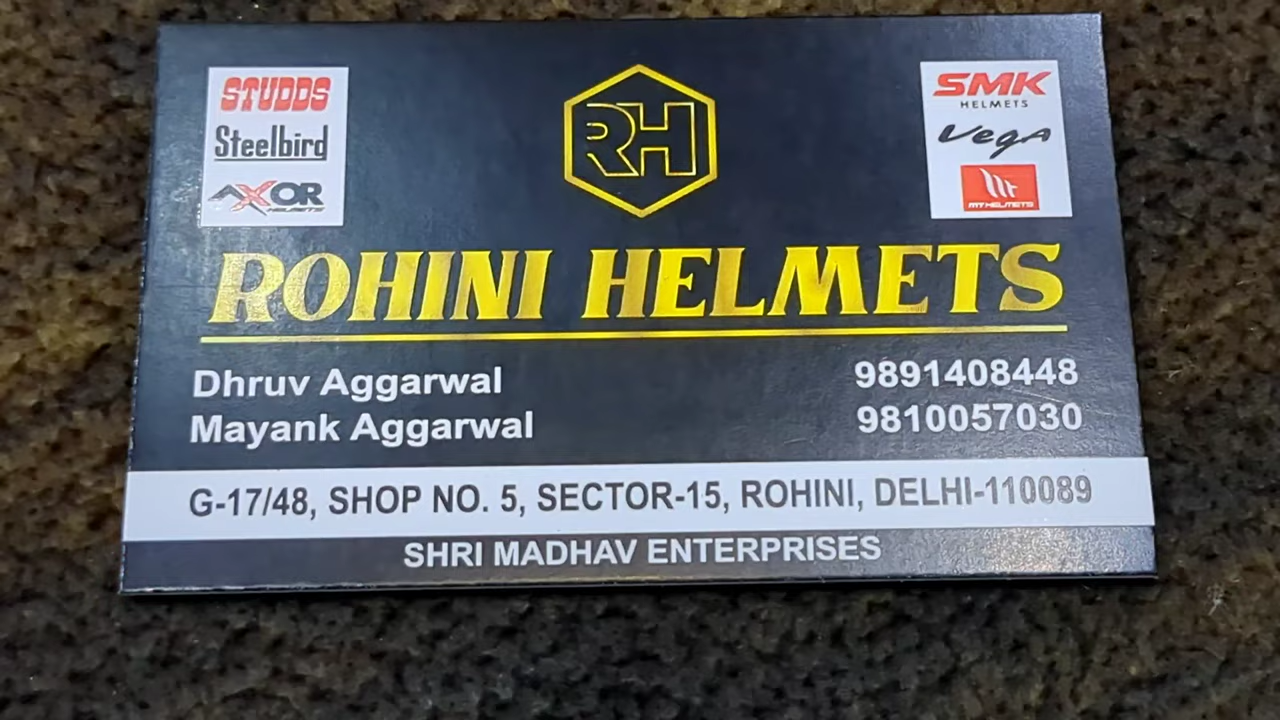 STUDDS
Steelbird
AXOR
HELMETS
RH
SMK
HELMETS
Vega
MT HELMETS
ROHINI HELMETS
Dhruv Aggarwal 9891408448
Mayank Aggarwal 9810057030
G-17/48, SHOP NO. 5, SECTOR-15, ROHINI, DELHI-110089
SHRI MADHAV ENTERPRISES